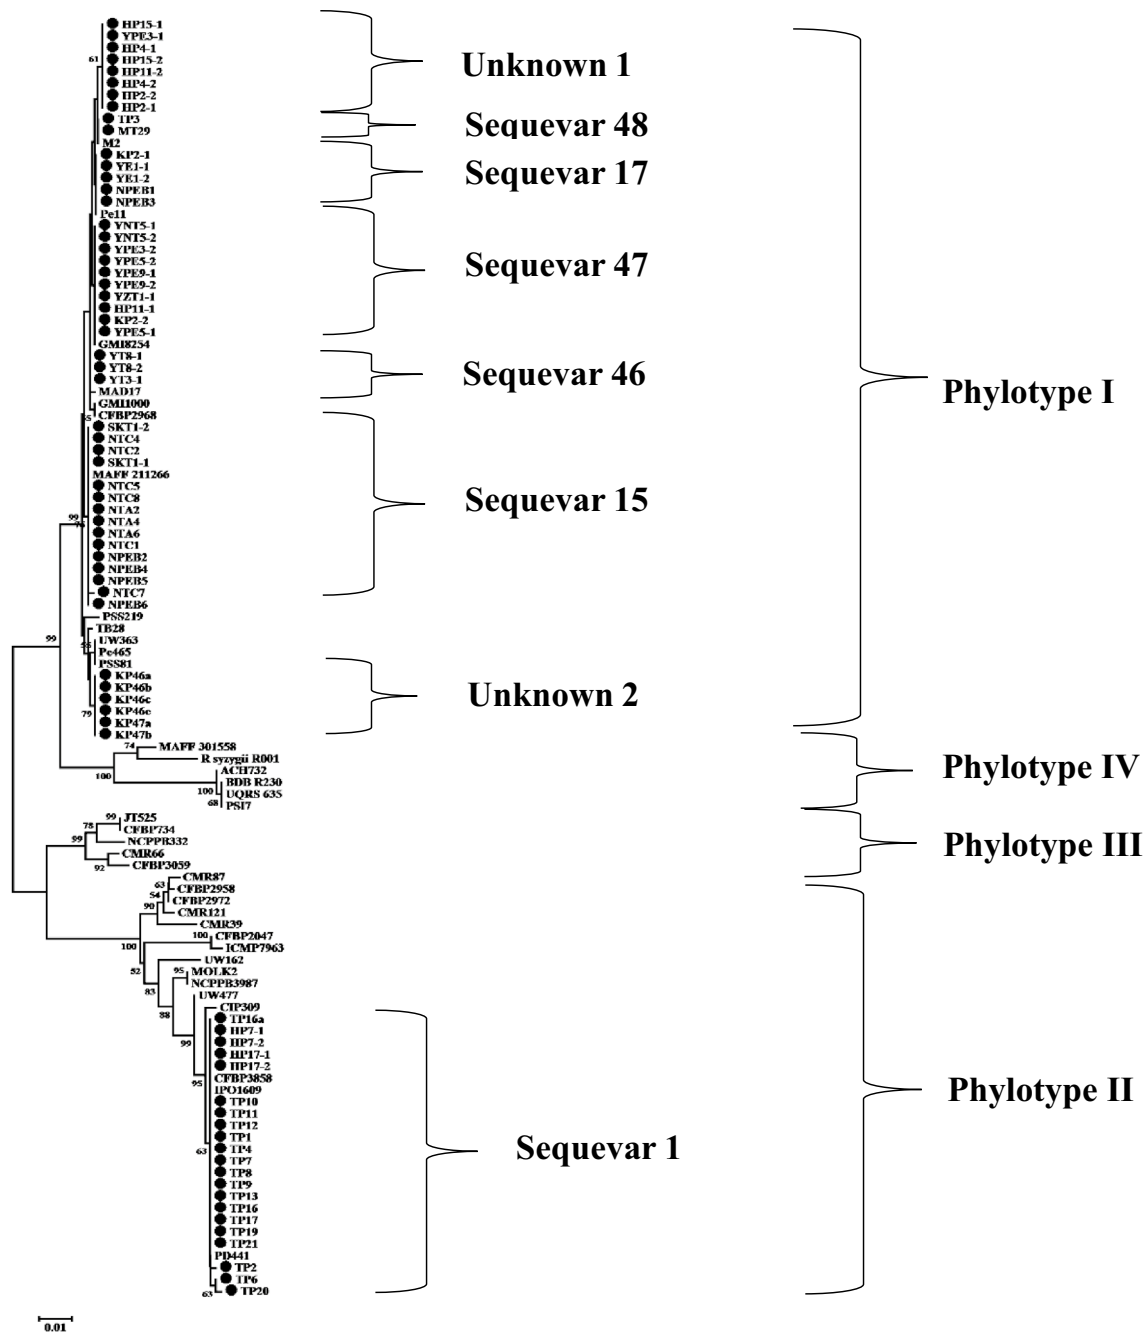 HP15-1
YPE3-1
HP4-1
61
HP15-2
HP11-2
HP4-2
HP2-2
HP2-1
Unknown 1
TP3
MT29
M2
Sequevar 48
KP2-1
YE1-1
YE1-2
NPEB1
NPEB3
Pe11
Sequevar 17
YNT5-1
YNT5-2
YPE3-2
YPE5-2
YPE9-1
YPE9-2
YZT1-1
HP11-1
KP2-2
YPE5-1
GMI8254
Sequevar 47
YT8-1
YT8-2
YT3-1
MAD17
Sequevar 46
Phylotype I
GMI1000
CFBP2968
SKT1-2
NTC4
NTC2
SKT1-1
MAFF 211266
NTC5
NTC8
NTA2
NTA4
99
NTA6
NTC1
NPEB2
NPEB4
NPEB5
NTC7
NPEB6
Sequevar 15
PSS219
TB28
99
UW363
Pc465
PSS81
KP46a
KP46b
KP46c
KP46e
79
KP47a
KP47b
Unknown 2
74
MAFF 301558
R syzygii R001
100
ACH732
BDB R230
100
UQRS 635
68
PSI7
Phylotype IV
99
JT525
78
CFBP734
99
NCPPB332
CMR66
92
CFBP3059
Phylotype III
CMR87
63
CFBP2958
54
CFBP2972
90
CMR121
CMR39
100
100
CFBP2047
ICMP7963
52
UW162
83
95
MOLK2
NCPPB3987
88
UW477
CIP309
99
TP16a
HP7-1
HP7-2
HP17-1
HP17-2
95
CFBP3858
IPO1609
TP10
TP11
TP12
TP1
63
TP4
TP7
TP8
TP9
TP13
TP16
TP17
TP19
TP21
PD441
TP2
TP6
63
TP20
Sequevar 1
Phylotype II
0.01